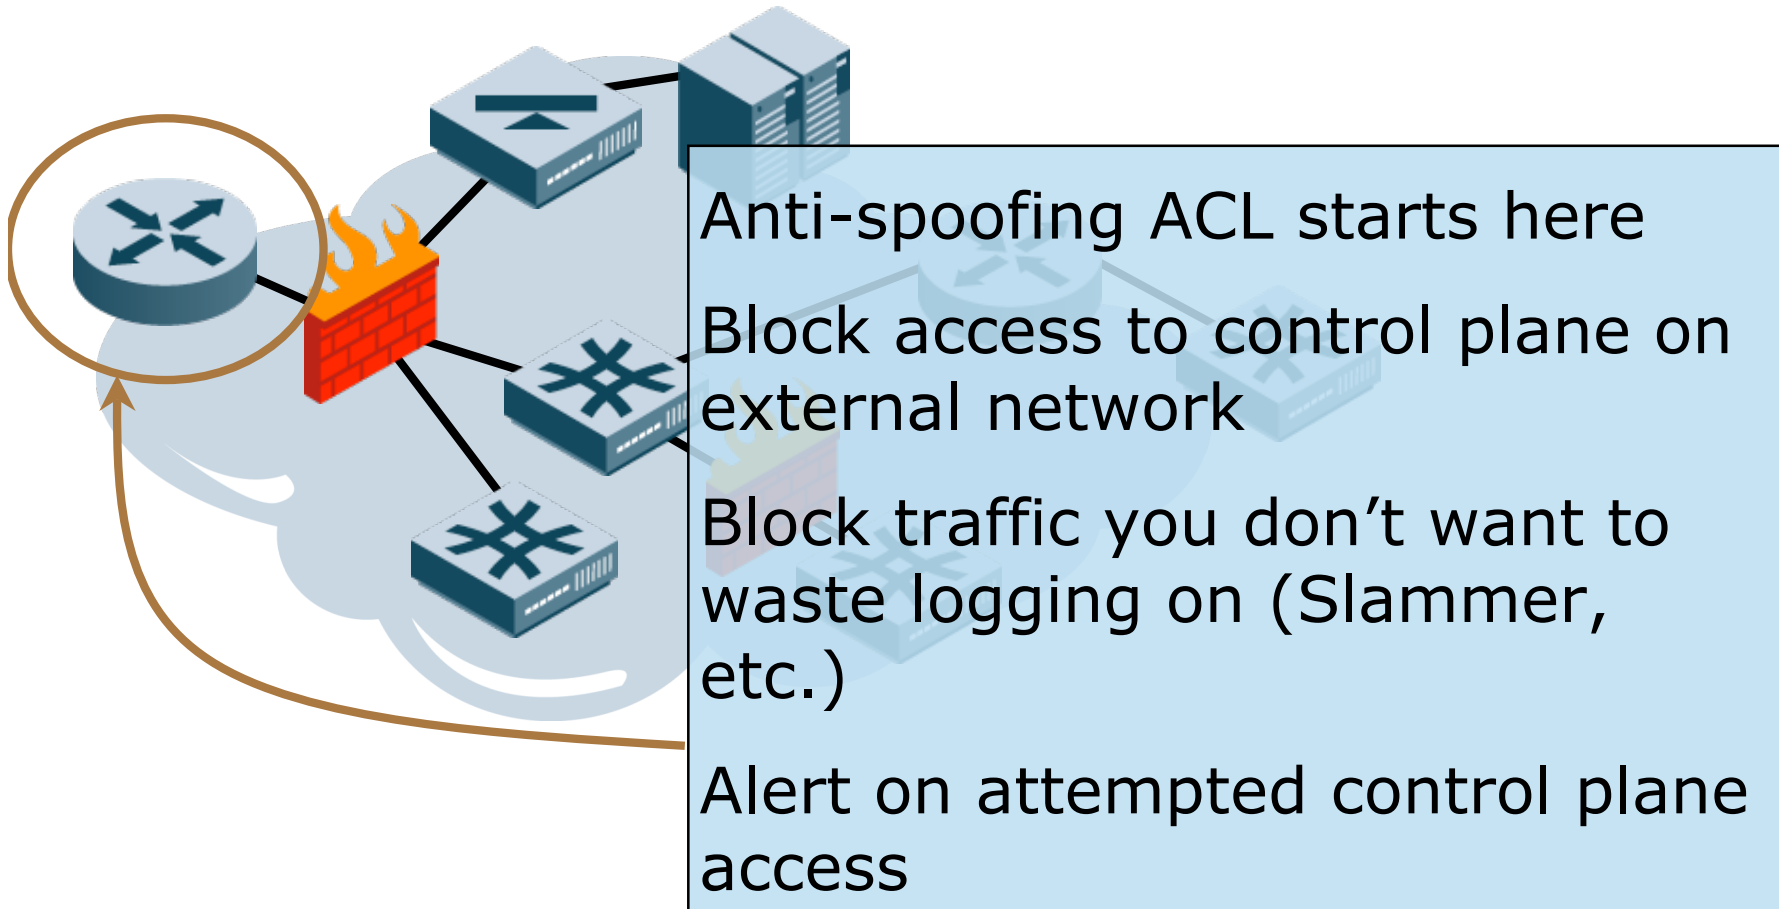 Anti-spoofing ACL starts here
Block access to control plane on
external network
Block traffic you don’t want to
waste logging on (Slammer,
etc.)
Alert on attempted control plane
access